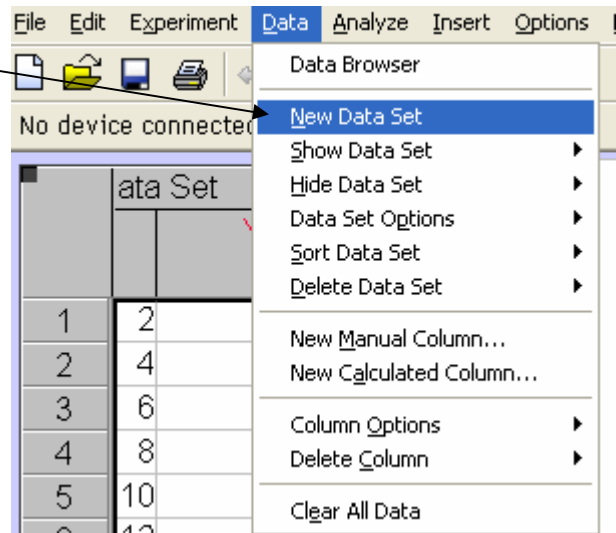 File Edit Experiment Data Analyze Insert Options
Data Browser
New Data Set
No device connected
Show Data Set
Hide Data Set
Data Set Options
Sort Data Set
Delete Data Set
New Manual Column...
New Calculated Column...
Column Options
Delete Column
Clear All Data
ata Set
1 2
2 4
3 6
4 8
5 10